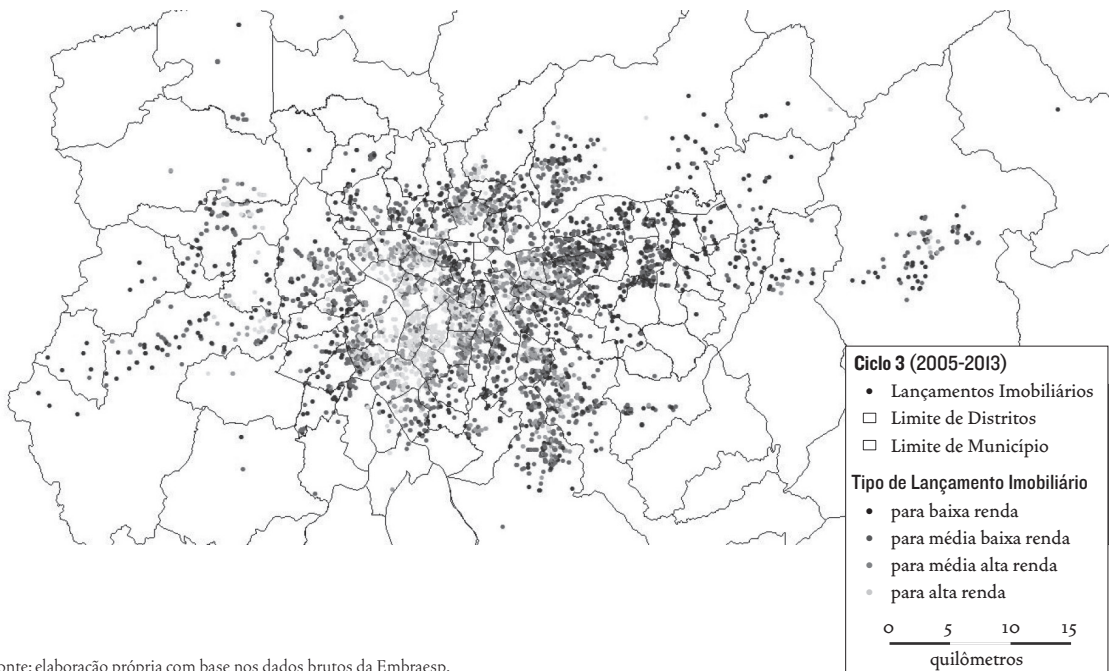 Ciclo 3 (2005-2013)
Lançamentos Imobiliários
Limite de Distritos
Limite de Município
Tipo de Lançamento Imobiliário
para baixa renda
para média baixa renda
para média alta renda
para alta renda
0 5 10 15
quilômetros
onte: elaboração própria com base nos dados brutos da Embraesp.